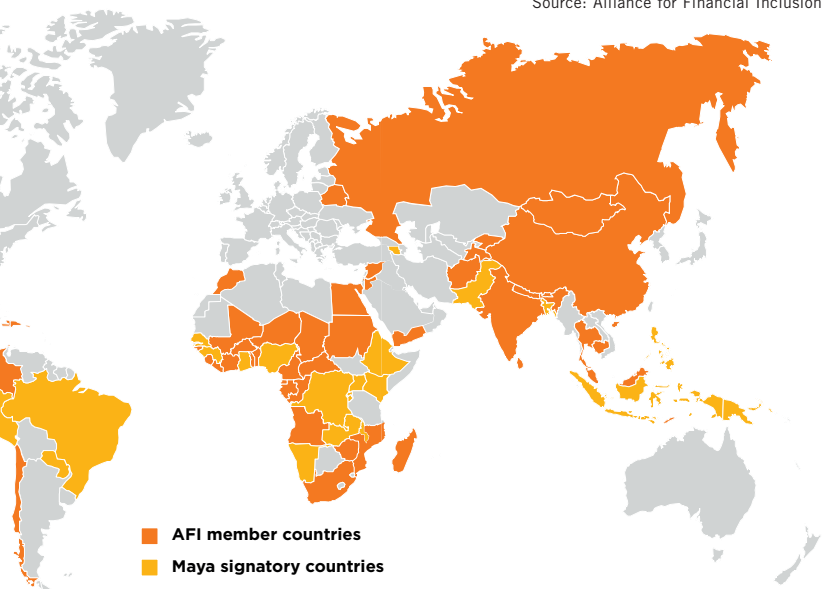 Source: Alliance for Financial Inclusion
AFI member countries
Maya signatory countries